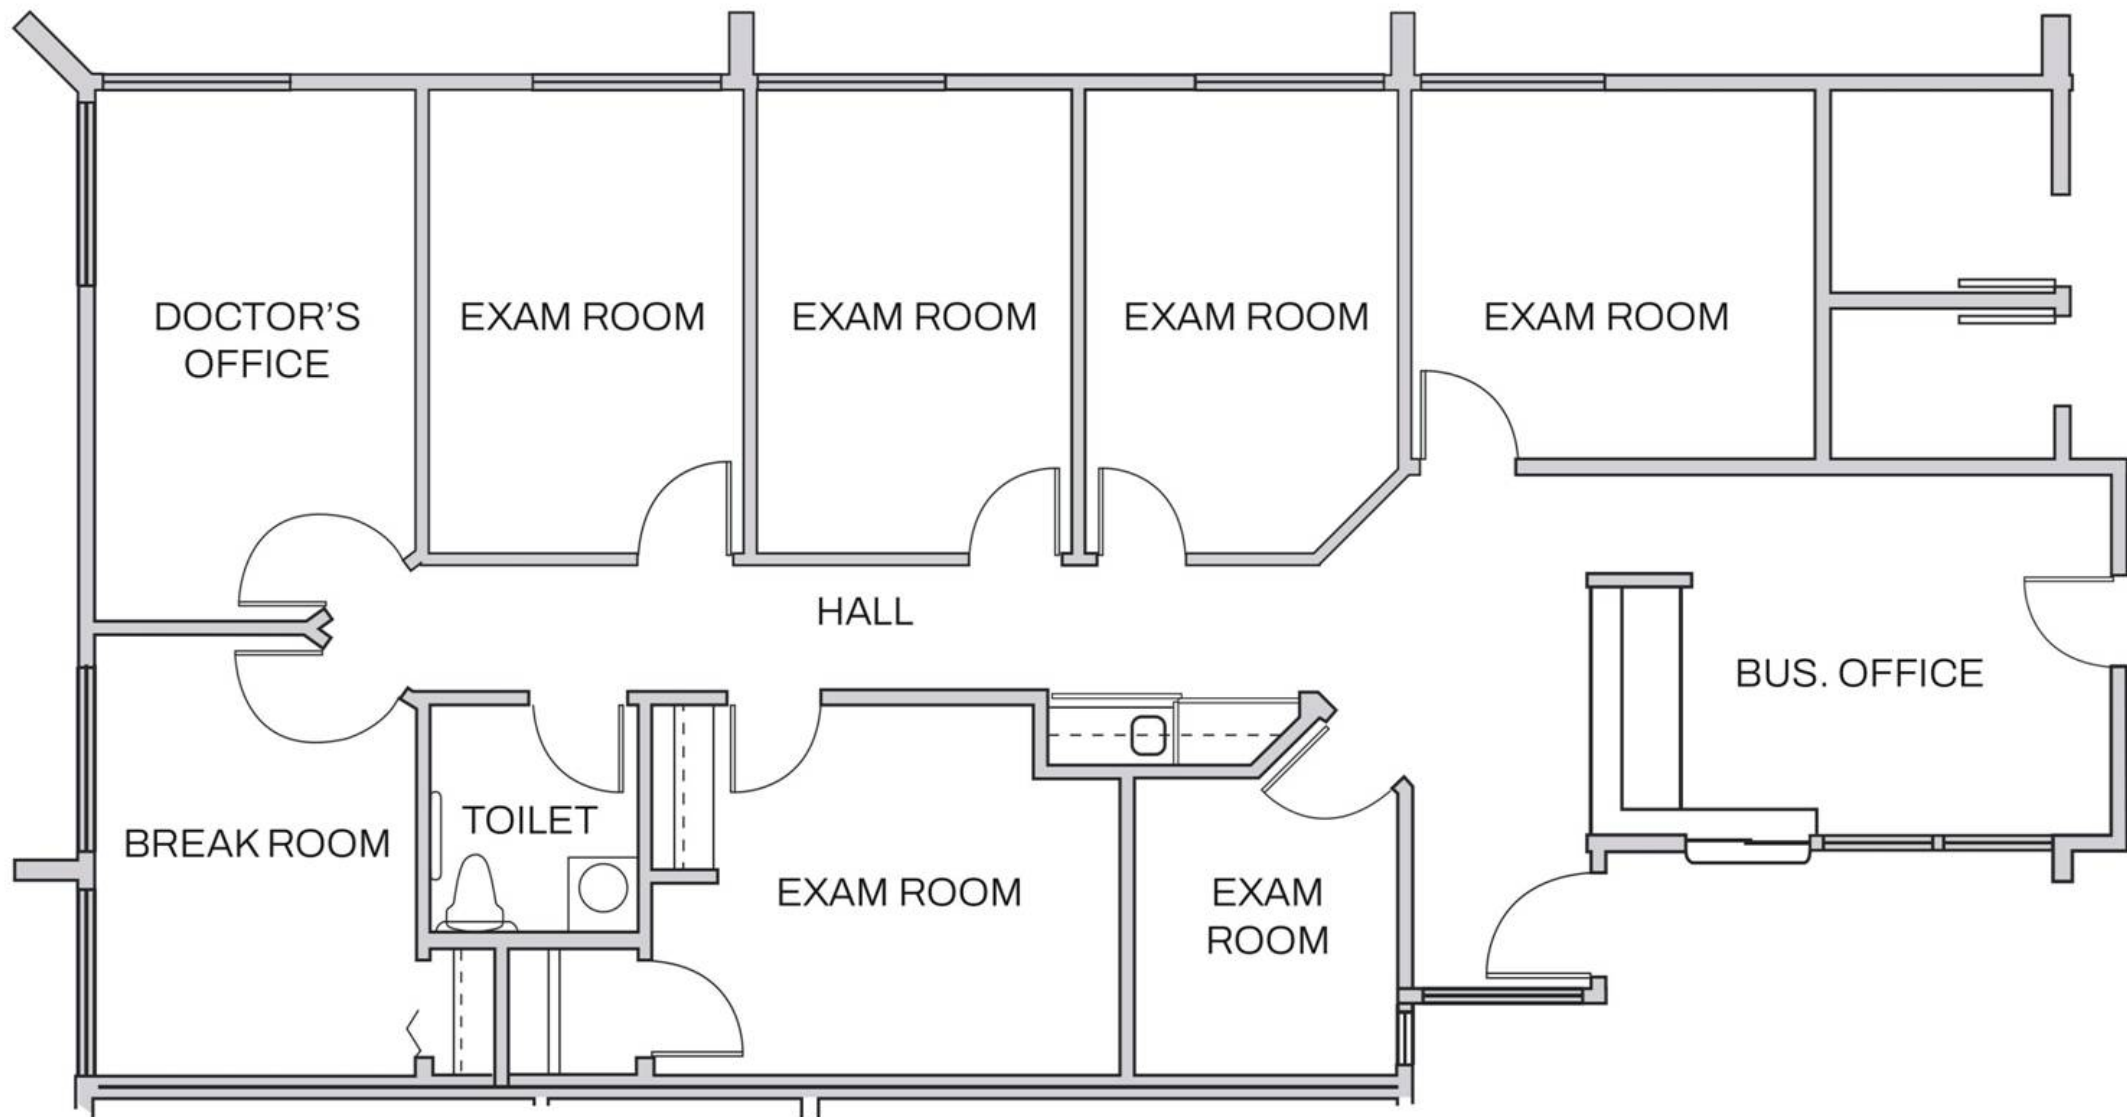 DOCTOR'S
OFFICE
EXAM ROOM
EXAM ROOM
EXAM ROOM
EXAM ROOM
HALL
BUS. OFFICE
BREAK ROOM
TOILET
EXAM ROOM
EXAM
ROOM